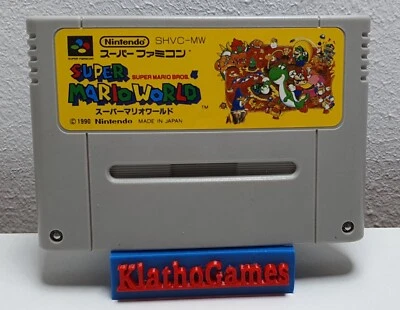 Nintendo SHVC-MW
スーパーファミコン
SUPER
SUPER MARIO BROS. 4
MARIO WORLD TM
スーパーマリオワールド
© 1990 Nintendo MADE IN JAPAN
KlathoGames